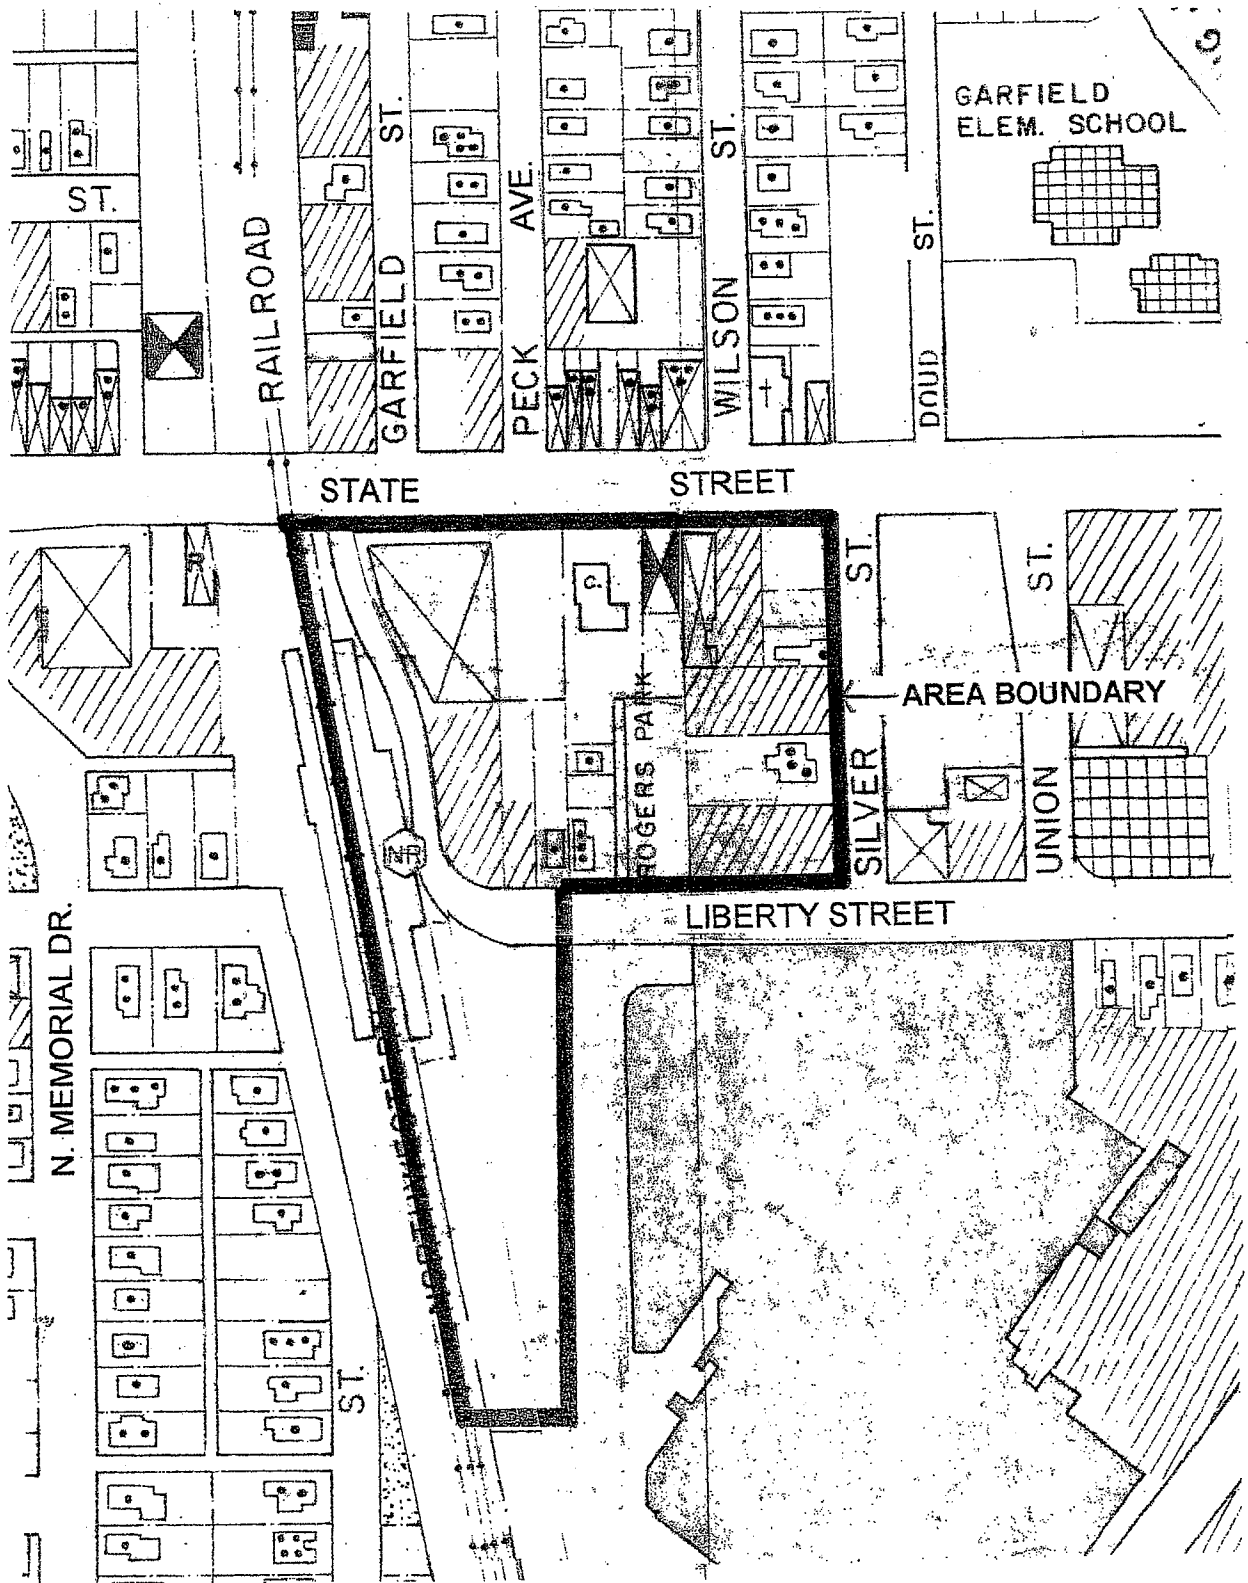 GARFIELD
ELEM. SCHOOL
ST.
RAILROAD
GARFIELD ST.
PECK AVE.
WILSON ST.
DOUD ST.
STATE STREET
C.
ROGERS PARK
SILVER ST.
UNION ST.
AREA BOUNDARY
LIBERTY STREET
N. MEMORIAL DR.
ST.